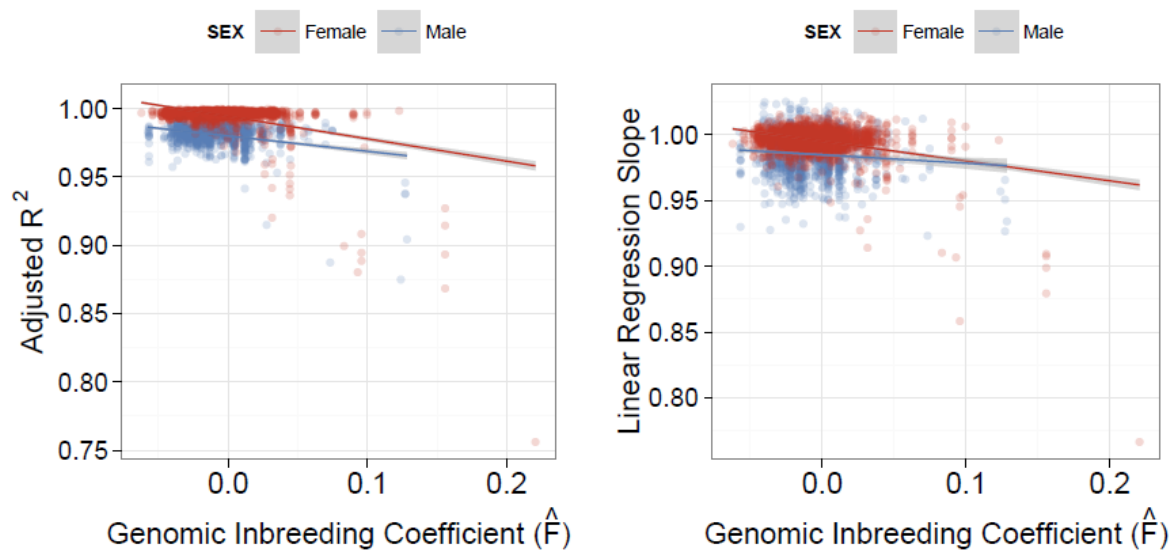 SEX Female Male
Adjusted R²
1.00
0.95
0.90
0.85
0.80
0.75
0.0 0.1 0.2
Genomic Inbreeding Coefficient (F̂)
SEX Female Male
Linear Regression Slope
1.00
0.95
0.90
0.85
0.80
0.0 0.1 0.2
Genomic Inbreeding Coefficient (F̂)